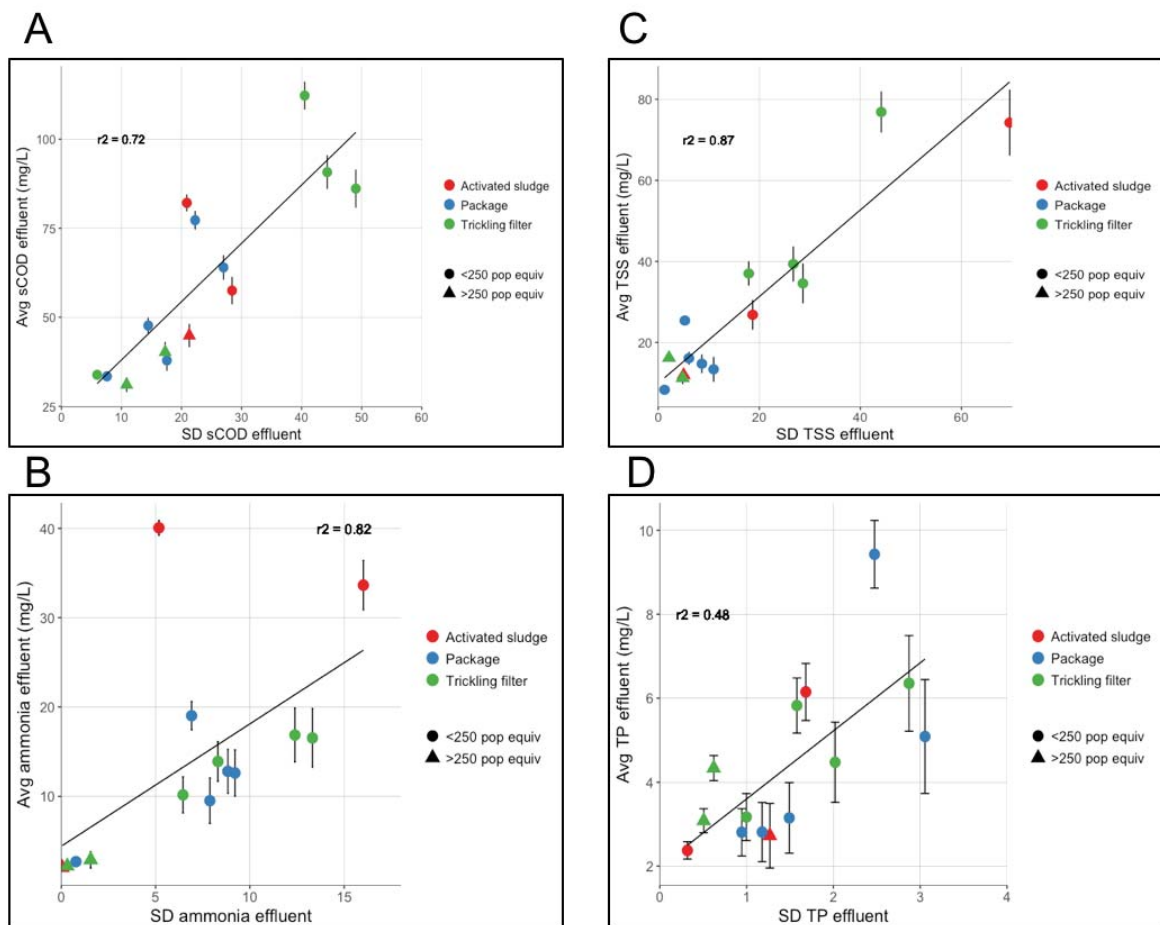 A
Avg sCOD effluent (mg/L)
100
75
50
25
r2 = 0.72
0 10 20 30 40 50 60
SD sCOD effluent
Activated sludge
Package
Trickling filter
<250 pop equiv
>250 pop equiv
C
Avg TSS effluent (mg/L)
80
60
40
20
r2 = 0.87
0 20 40 60
SD TSS effluent
Activated sludge
Package
Trickling filter
<250 pop equiv
>250 pop equiv
B
Avg ammonia effluent (mg/L)
40
30
20
10
r2 = 0.82
0 5 10 15
SD ammonia effluent
Activated sludge
Package
Trickling filter
<250 pop equiv
>250 pop equiv
D
Avg TP effluent (mg/L)
10
8
6
4
2
r2 = 0.48
0 1 2 3 4
SD TP effluent
Activated sludge
Package
Trickling filter
<250 pop equiv
>250 pop equiv